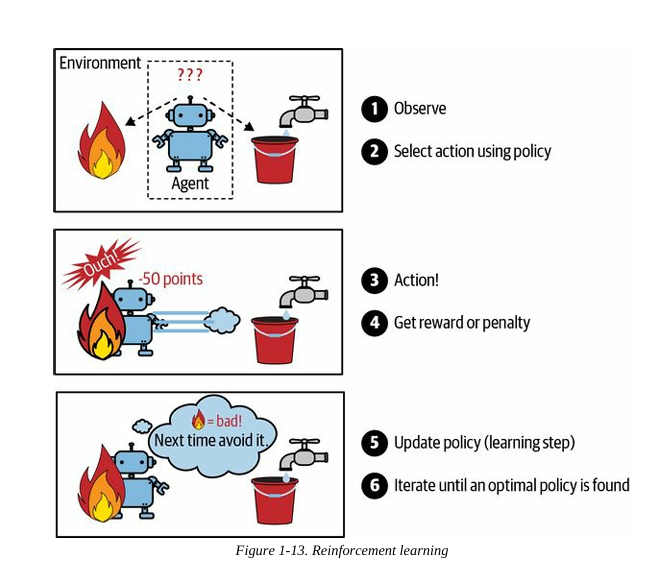 Environment
???
Agent
1 Observe
2 Select action using policy
Ouch!
-50 points
3 Action!
4 Get reward or penalty
= bad!
Next time avoid it.
5 Update policy (learning step)
6 Iterate until an optimal policy is found
Figure 1-13. Reinforcement learning